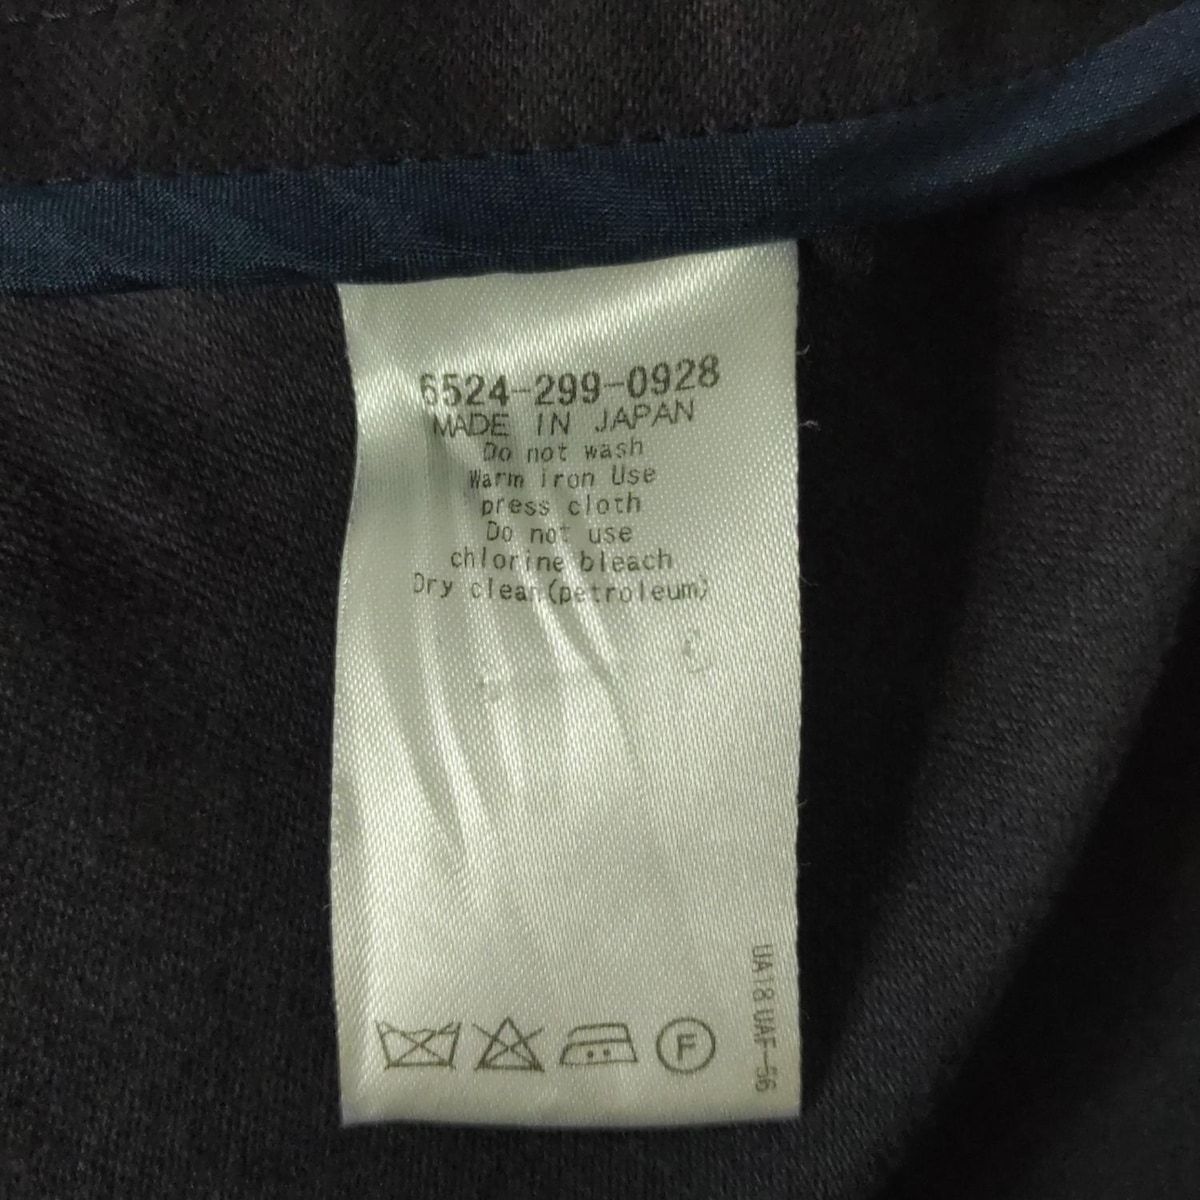 6524-299-0928
MADE IN JAPAN
Do not wash
Warm iron Use
press cloth
Do not use
chlorine bleach
Dry clean(petroleum)
F
UA18 UAF-56